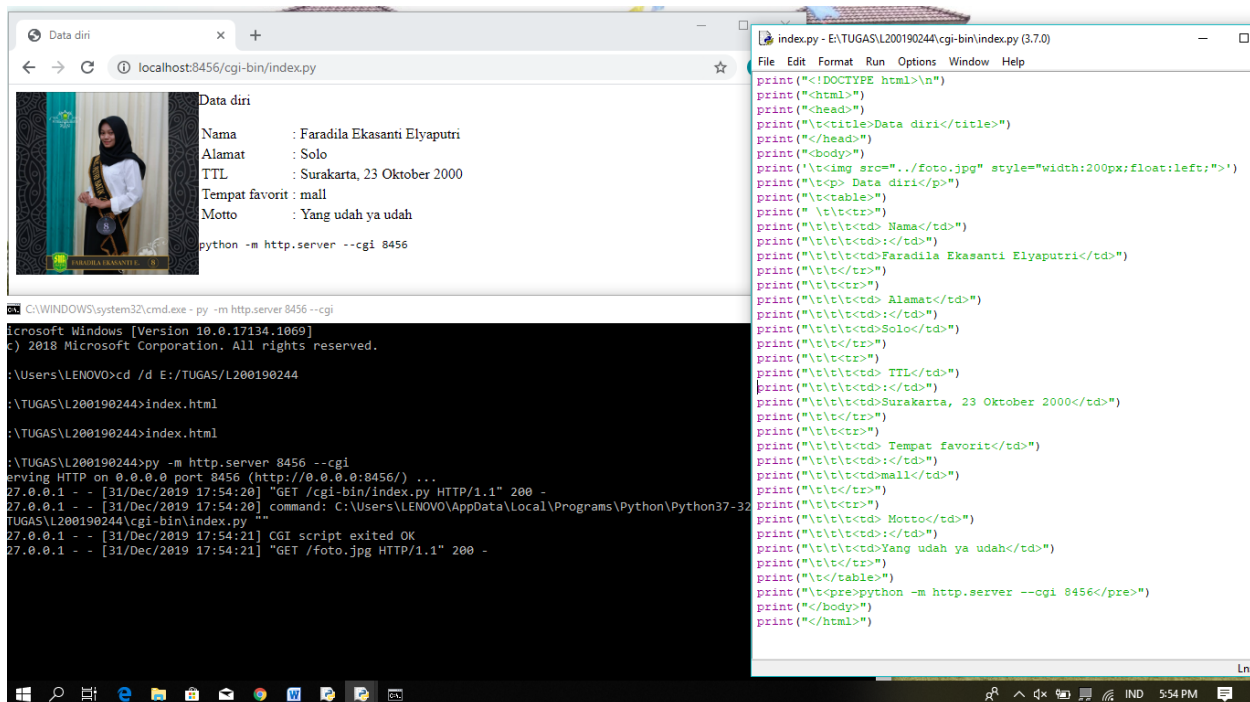 Data diri
localhost:8456/cgi-bin/index.py
Data diri
Nama : Faradila Ekasanti Elyaputri
Alamat : Solo
TTL : Surakarta, 23 Oktober 2000
Tempat favorit : mall
Motto : Yang udah ya udah
python -m http.server --cgi 8456
8
FARADILA EKASANTI E. 8
C:\WINDOWS\system32\cmd.exe - py -m http.server 8456 --cgi
icrosoft Windows [Version 10.0.17134.1069]
c) 2018 Microsoft Corporation. All rights reserved.
:\Users\LENOVO>cd /d E:/TUGAS/L200190244
:\TUGAS\L200190244>index.html
:\TUGAS\L200190244>index.html
:\TUGAS\L200190244>py -m http.server 8456 --cgi
erving HTTP on 0.0.0.0 port 8456 (http://0.0.0.0:8456/) ...
27.0.0.1 - - [31/Dec/2019 17:54:20] "GET /cgi-bin/index.py HTTP/1.1" 200 -
27.0.0.1 - - [31/Dec/2019 17:54:20] command: C:\Users\LENOVO\AppData\Local\Programs\Python\Python37-32
TUGAS\L200190244\cgi-bin\index.py ""
27.0.0.1 - - [31/Dec/2019 17:54:21] CGI script exited OK
27.0.0.1 - - [31/Dec/2019 17:54:21] "GET /foto.jpg HTTP/1.1" 200 -
index.py - E:\TUGAS\L200190244\cgi-bin\index.py (3.7.0)
File Edit Format Run Options Window Help
print("<!DOCTYPE html>\n")
print("<html>")
print("<head>")
print("\t<title>Data diri</title>")
print("</head>")
print("<body>")
print('\t<img src="../foto.jpg" style="width:200px;float:left;">')
print("\t<p> Data diri</p>")
print("\t<table>")
print(" \t\t<tr>")
print("\t\t\t<td> Nama</td>")
print("\t\t\t<td>:</td>")
print("\t\t\t<td>Faradila Ekasanti Elyaputri</td>")
print("\t\t</tr>")
print("\t\t<tr>")
print("\t\t\t<td> Alamat</td>")
print("\t\t\t<td>:</td>")
print("\t\t\t<td>Solo</td>")
print("\t\t</tr>")
print("\t\t<tr>")
print("\t\t\t<td> TTL</td>")
print("\t\t\t<td>:</td>")
print("\t\t\t<td>Surakarta, 23 Oktober 2000</td>")
print("\t\t</tr>")
print("\t\t<tr>")
print("\t\t\t<td> Tempat favorit</td>")
print("\t\t\t<td>:</td>")
print("\t\t\t<td>mall</td>")
print("\t\t</tr>")
print("\t\t<tr>")
print("\t\t\t<td> Motto</td>")
print("\t\t\t<td>:</td>")
print("\t\t\t<td>Yang udah ya udah</td>")
print("\t\t</tr>")
print("\t</table>")
print("\t<pre>python -m http.server --cgi 8456</pre>")
print("</body>")
print("</html>")
Ln
IND 5:54 PM